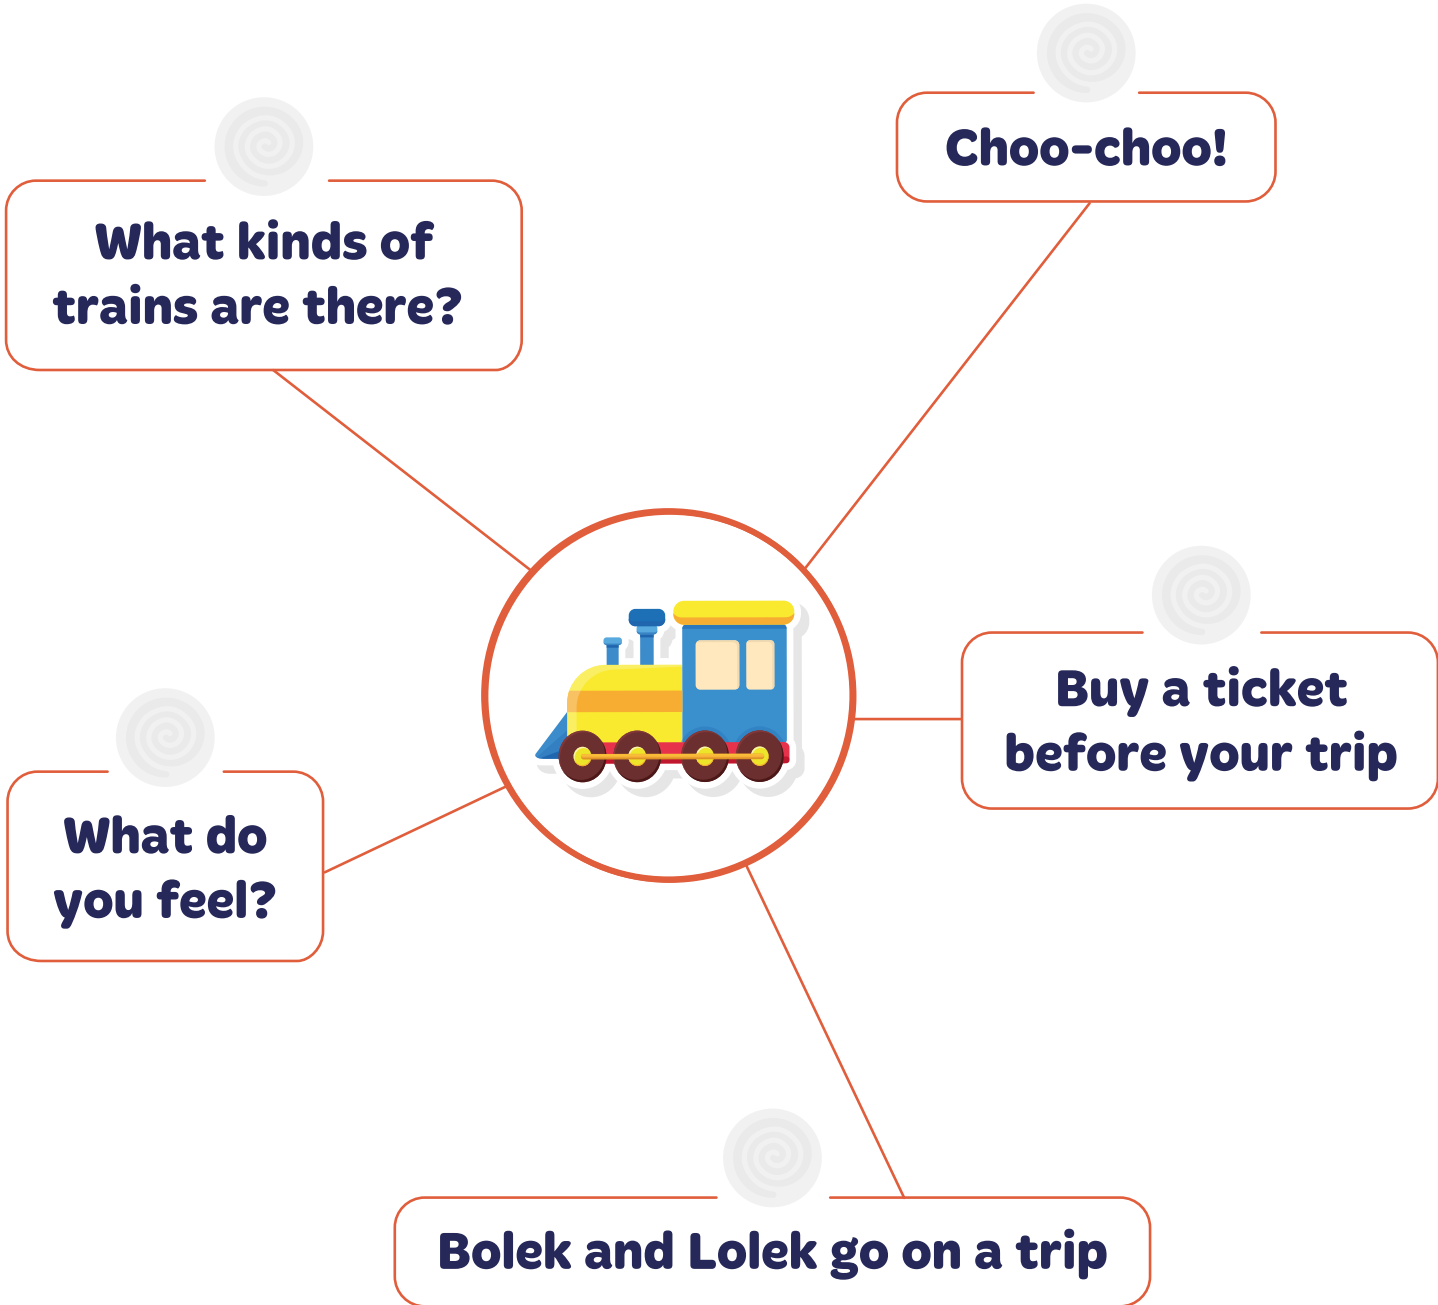 Choo-choo!
What kinds of
trains are there?
Buy a ticket
before your trip
What do
you feel?
Bolek and Lolek go on a trip